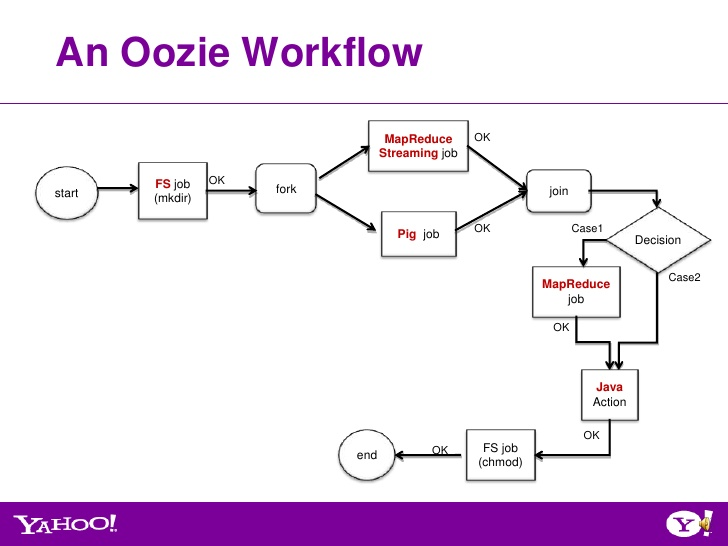 An Oozie Workflow
start
FS job
(mkdir)
OK
fork
MapReduce
Streaming job
OK
Pig job
OK
join
Decision
Case1
Case2
MapReduce
job
OK
Java
Action
OK
FS job
(chmod)
OK
end
YAHOO!
Y!